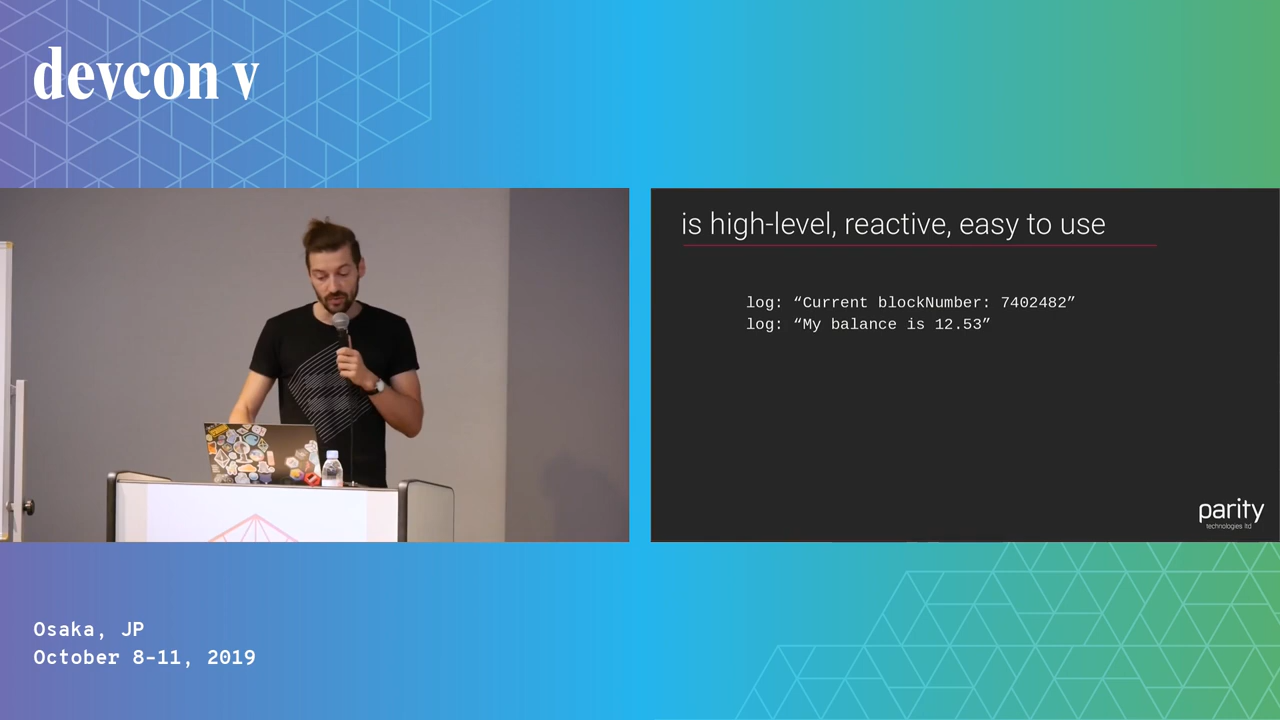 devcon v
is high-level, reactive, easy to use
log: “Current blockNumber: 7402482”
log: “My balance is 12.53”
parity
technologies ltd
Osaka, JP
October 8-11, 2019